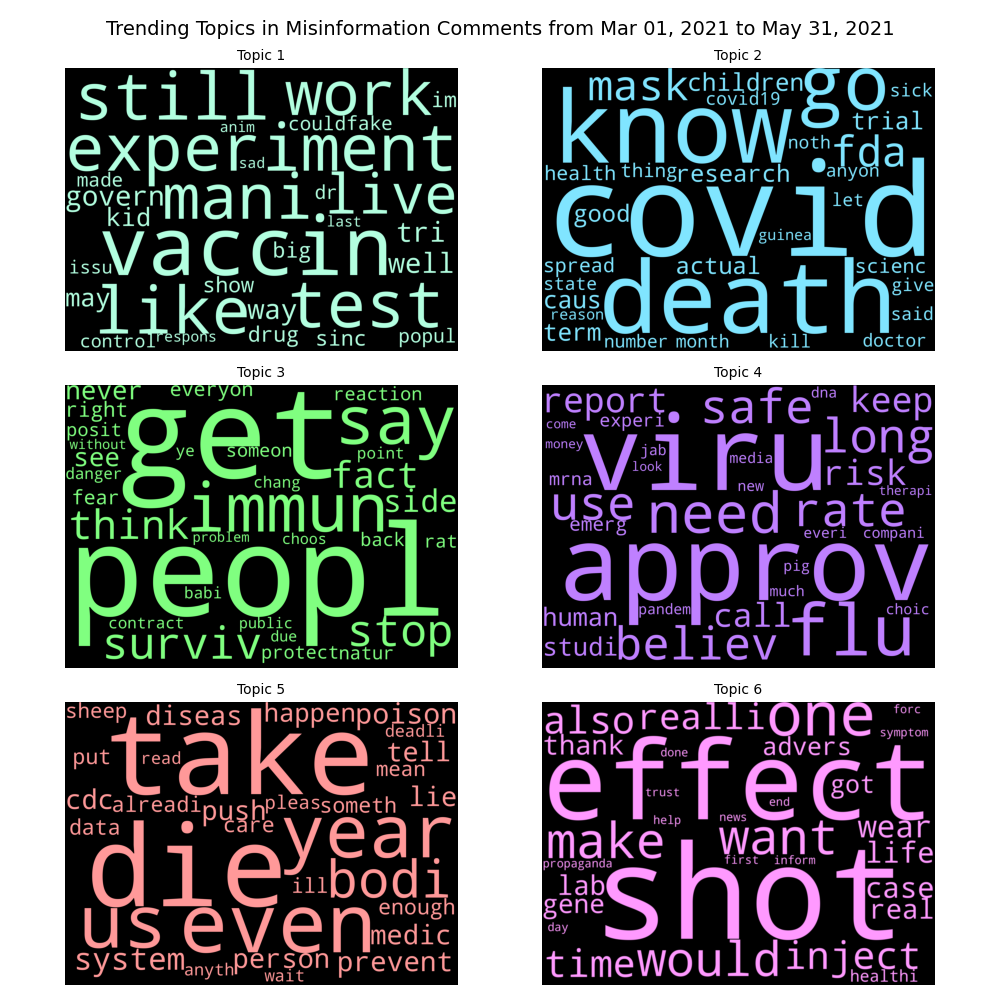 Trending Topics in Misinformation Comments from Mar 01, 2021 to May 31, 2021
Topic 1
still work im
anim couldfake
experiment
sad
made mani dr live
govern
kid last tri
vaccin
big
issu well
show
may like way test
control respons drug sinc popul
Topic 2
mask children go sick
covid19
know trial
noth fda
health thing research anyon
covid
good let
guinea
spread actual scienc
state death give
caus
reason said
term number month kill doctor
Topic 3
never everyon reaction
right get say
posit
without ye someon point
see fact
danger chang
fear immun side
think problem choos back rat
peopl
babi
contract public stop
surviv due
protect natur
Topic 4
report safe dna keep
come experi
money viru long
jab media
look risk
mrna new therapi
use need rate
emerg everi compani
approv
pig
much
human pandem call choic
studi believ flu
Topic 5
sheep diseas happen poison
take deadli
put read tell
mean
cdc alreadi push pleas someth lie
data care year
die
ill bodi
us even enough
medic
system person prevent
anyth wait
Topic 6
also realli one forc
symptom
thank done advers
effect
trust end got
help news
make want wear
first inform life
propaganda
lab shot case
gene real
day
time would inject
healthi